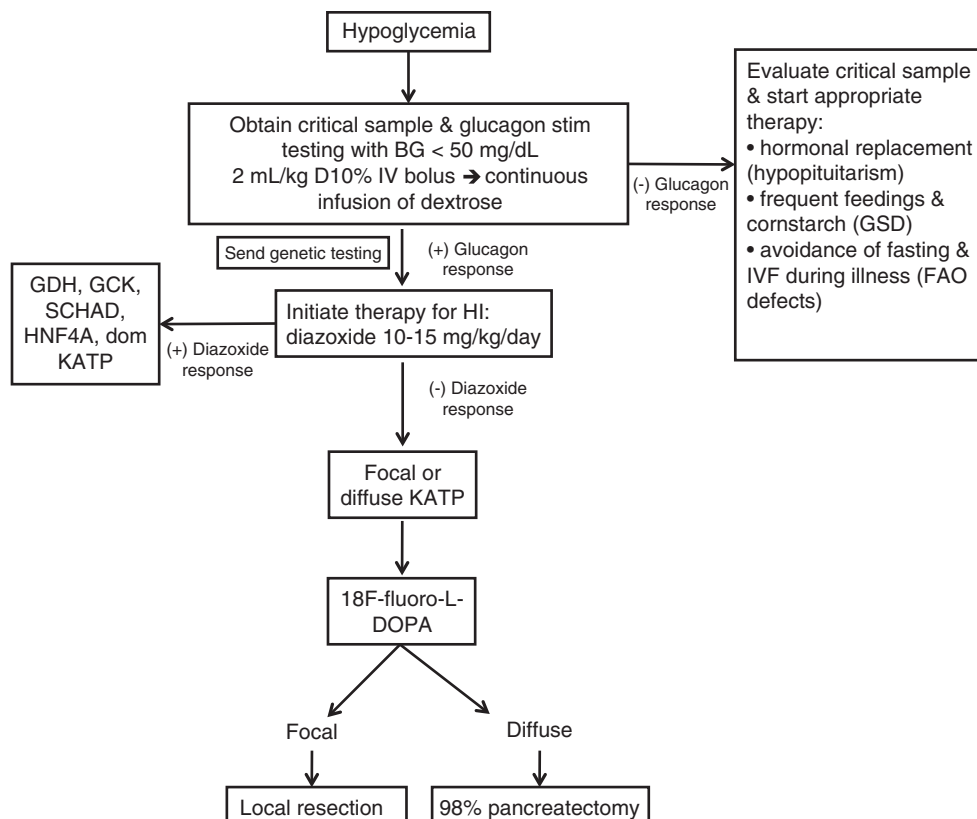 Hypoglycemia
Obtain critical sample & glucagon stim
testing with BG < 50 mg/dL
2 mL/kg D10% IV bolus ➔ continuous
infusion of dextrose
(-) Glucagon
response
Evaluate critical sample
& start appropriate
therapy:
• hormonal replacement
(hypopituitarism)
• frequent feedings &
cornstarch (GSD)
• avoidance of fasting &
IVF during illness (FAO
defects)
Send genetic testing
(+) Glucagon
response
GDH, GCK,
SCHAD,
HNF4A, dom
KATP
(+) Diazoxide
response
Initiate therapy for HI:
diazoxide 10-15 mg/kg/day
(-) Diazoxide
response
Focal or
diffuse KATP
18F-fluoro-L-
DOPA
Focal
Diffuse
Local resection
98% pancreatectomy